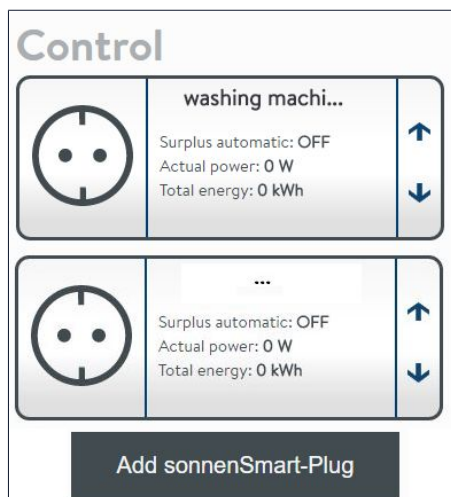 Control
washing machi...
Surplus automatic: OFF
Actual power: 0 W
Total energy: 0 kWh
...
Surplus automatic: OFF
Actual power: 0 W
Total energy: 0 kWh
Add sonnenSmart-Plug